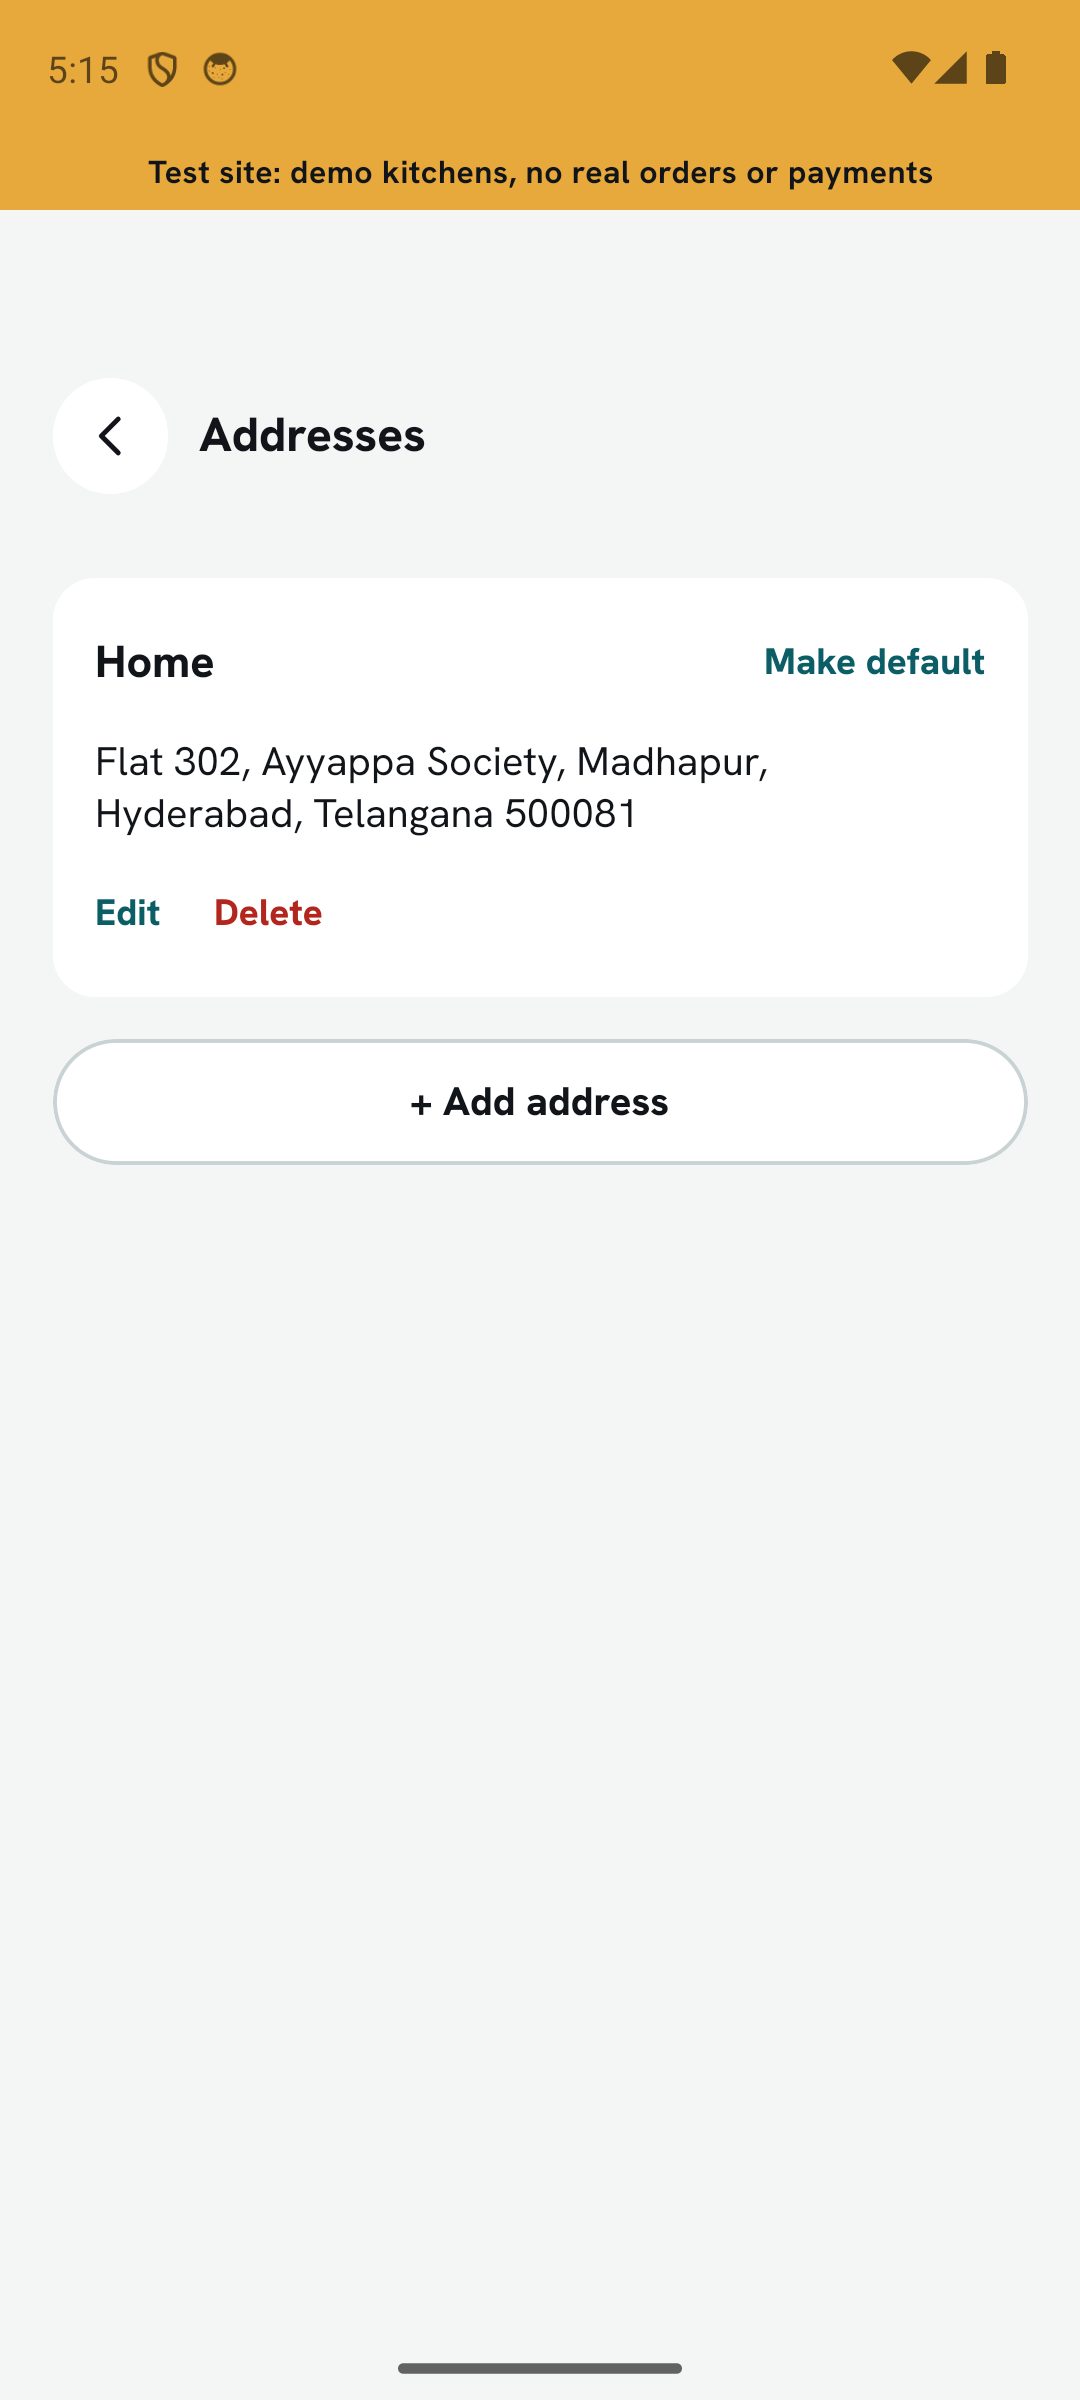 5:15
Test site: demo kitchens, no real orders or payments
Addresses
Home
Make default
Flat 302, Ayyappa Society, Madhapur,
Hyderabad, Telangana 500081
Edit
Delete
+ Add address